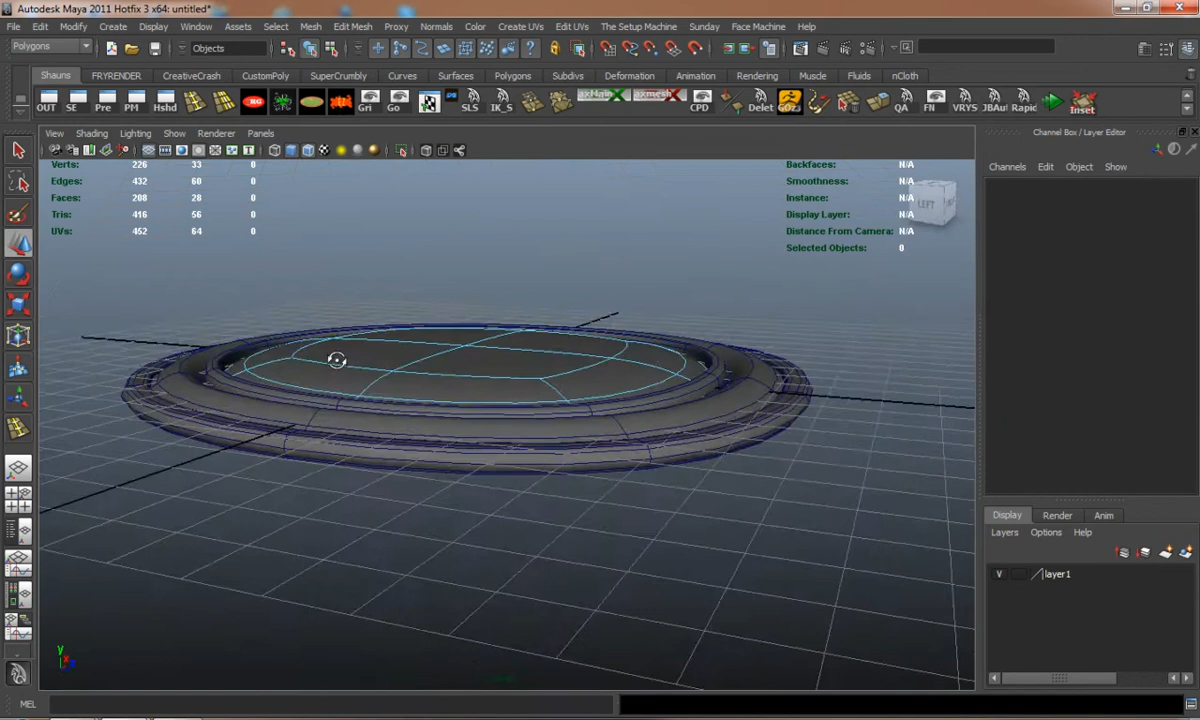 Autodesk Maya 2011 Hotfix 3 x64: untitled*
File Edit Modify Create Display Window Assets Select Mesh Edit Mesh Proxy Normals Color Create UVs Edit UVs The Setup Machine Sunday Face Machine Help
Polygons Objects
Shauns FRYRENDER CreativeCrash CustomPoly SuperCrumbly Curves Surfaces Polygons Subdivs Deformation Animation Rendering Muscle Fluids nCloth
OUT SE Pre PM Hshd Gri Go SLS IK_S axMain axmesh CPD Delet GOz QA FN VRYS JBAut Rapic Inset
View Shading Lighting Show Renderer Panels
Channel Box / Layer Editor
Channels Edit Object Show
Verts: 226 33 0 Backfaces: N/A
Edges: 432 60 0 Smoothness: N/A
Faces: 208 28 0 Instance: N/A
Tris: 416 56 0 Display Layer: N/A
UVs: 452 64 0 Distance From Camera: N/A
Selected Objects: 0
LEFT
Display Render Anim
Layers Options Help
V layer1
y
x
z
MEL